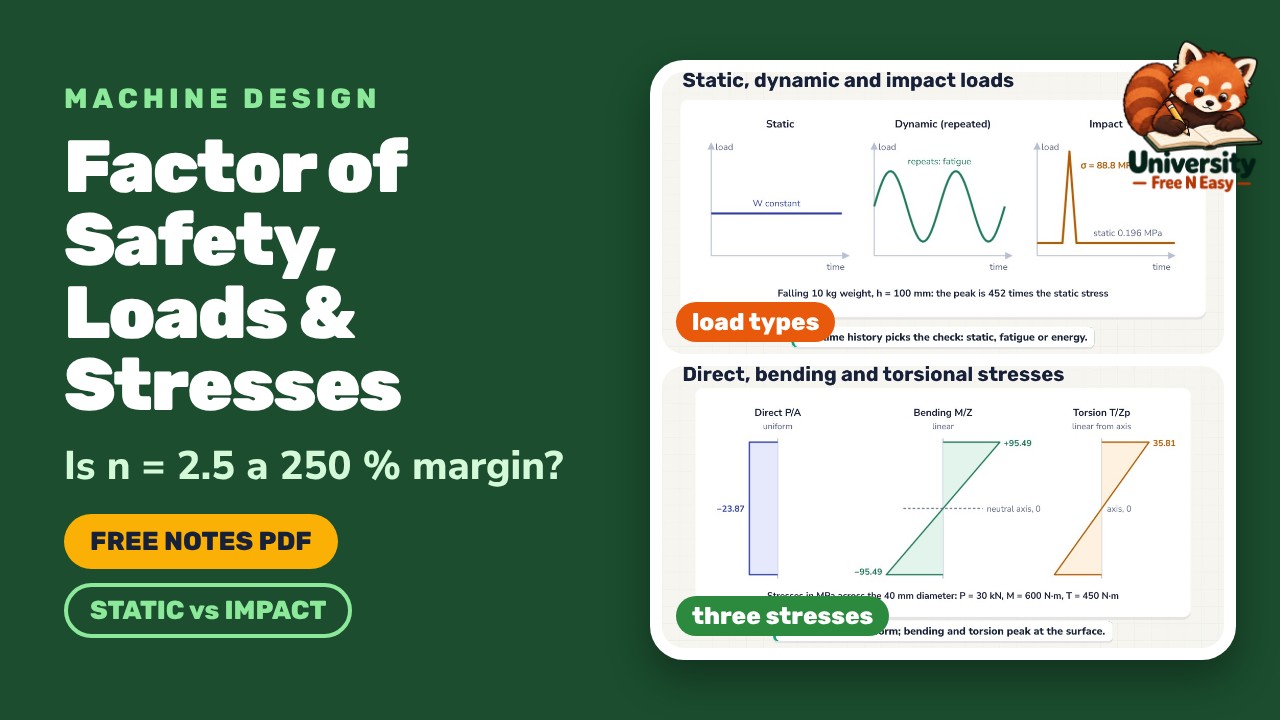 MACHINE DESIGN
Factor of
Safety,
Loads &
Stresses
Is n = 2.5 a 250 % margin?
FREE NOTES PDF
STATIC vs IMPACT
Static, dynamic and impact loads
Static
Dynamic (repeated)
Impact
load
load
load
repeats: fatigue
σ = 88.8
W constant
static 0.196 MPa
time
time
time
Falling 10 kg weight, h = 100 mm: the peak is 452 times the static stress
load types
history picks the check: static, fatigue or energy.
University
Free N Easy
Direct, bending and torsional stresses
Direct P/A
Bending M/Z
Torsion T/Zp
uniform
linear
linear from axis
+95.49
35.81
−23.87
neutral axis, 0
axis, 0
−95.49
Stresses in MPa across the 40 mm diameter: P = 30 kN, M = 600 N·m, T = 450 N·m
three stresses
bending and torsion peak at the surface.